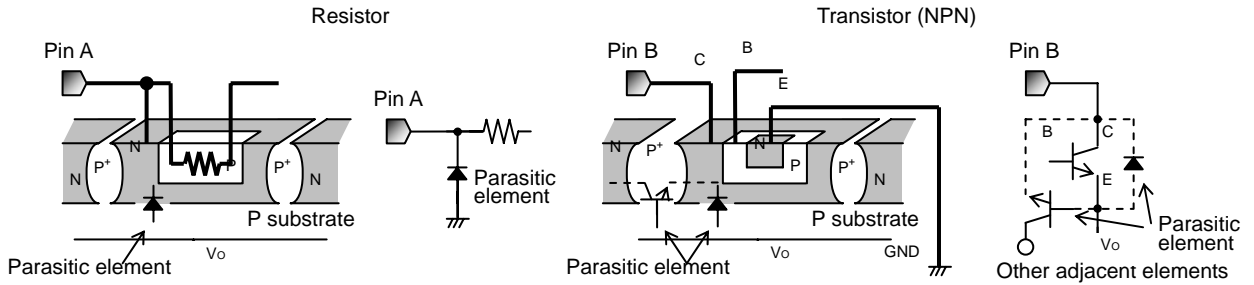 Resistor
Transistor (NPN)
Pin A
Pin A
N
N
P+
P
P+
N
Parasitic
element
P substrate
VO
Parasitic element
Pin B
C
B
E
N
P+
N
P
P+
N
P substrate
VO
GND
Parasitic element
Pin B
B
C
E
VO
Parasitic
element
Other adjacent elements